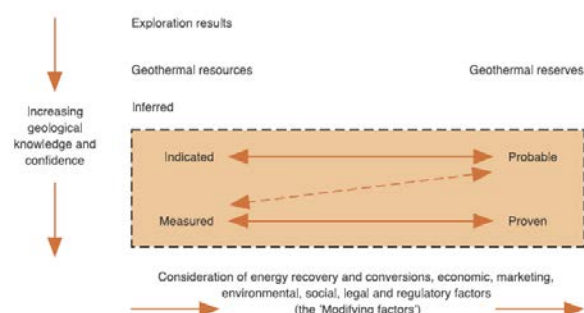 Exploration results
Geothermal resources
Geothermal reserves
Increasing
geological
knowledge and
confidence
Inferred
Indicated
Probable
Measured
Proven
Consideration of energy recovery and conversions, economic, marketing,
environmental, social, legal and regulatory factors
(the 'Modifying factors')